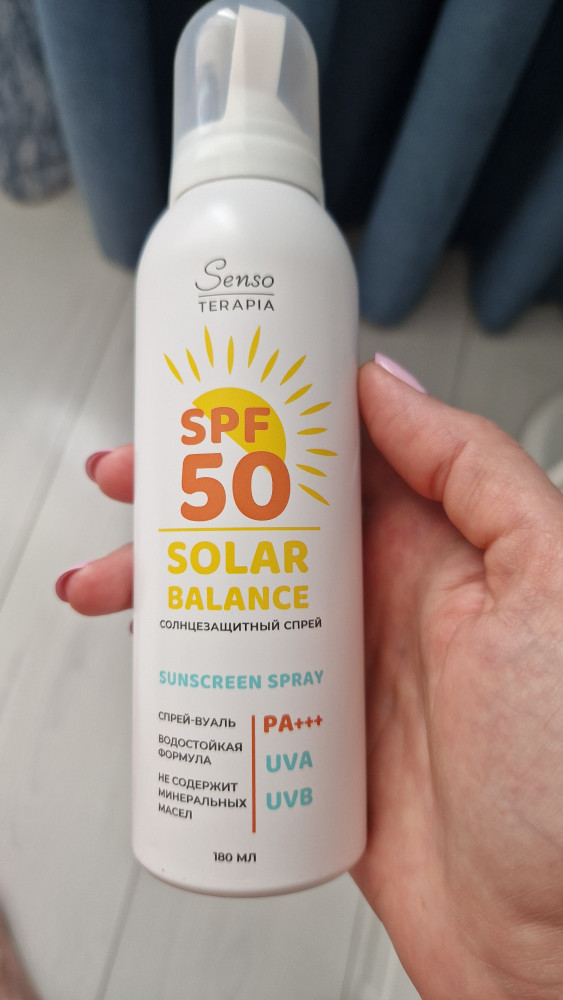 Senso
TERAPIA
SPF
50
SOLAR
BALANCE
СОЛНЦЕЗАЩИТНЫЙ СПРЕЙ
SUNSCREEN SPRAY
СПРЕЙ-ВУАЛЬ
ВОДОСТОЙКАЯ
ФОРМУЛА
НЕ СОДЕРЖИТ
МИНЕРАЛЬНЫХ
МАСЕЛ
PA+++
UVA
UVB
180 МЛ